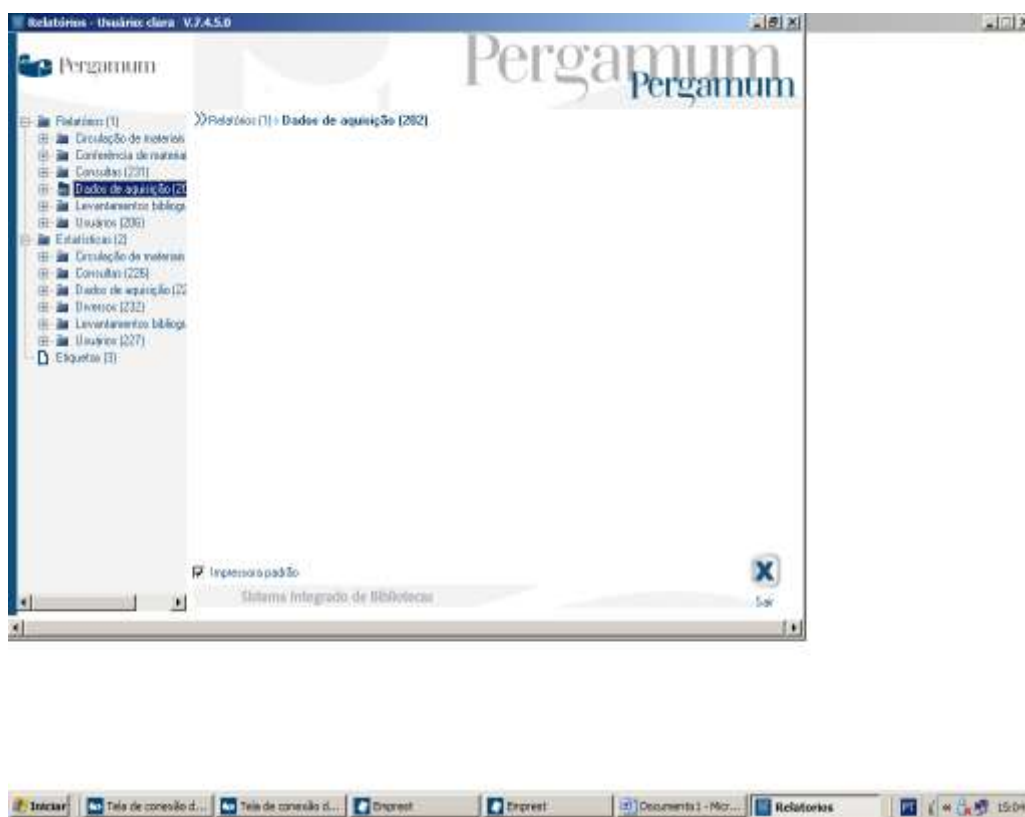 Relatórios - Usuário: clara V.7.4.5.0
Pergamum
Pergamum
Pergamum
Relatórios (1)
Circulação de materiais
Conferência de materia
Consultas (231)
Dados de aquisição (20
Levantamentos bibliogr
Usuários (206)
Estatísticas (2)
Circulação de materiais
Consultas (226)
Dados de aquisição (22
Diversos (232)
Levantamentos bibliogr
Usuários (227)
Etiquetas (3)
Relatórios (1) > Dados de aquisição (202)
Impressora padrão
Sistema Integrado de Bibliotecas
Sair
Iniciar
Tela de conexão d...
Tela de conexão d...
Emprest
Emprest
Documento1 - Micr...
Relatorios
15:04